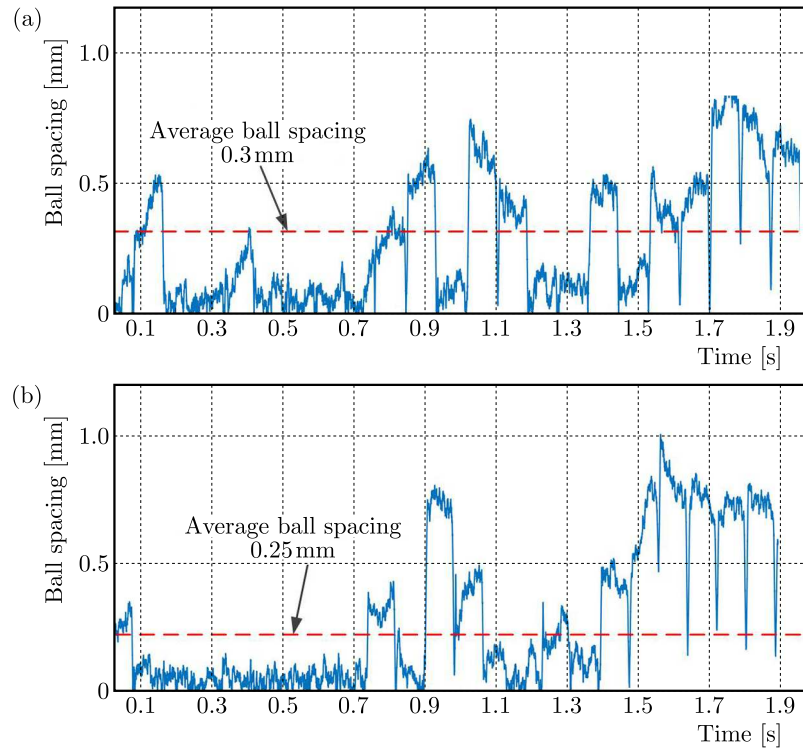 (a)
Ball spacing [mm]
1.0
0.5
0
Average ball spacing
0.3 mm
0.1 0.3 0.5 0.7 0.9 1.1 1.3 1.5 1.7 1.9
Time [s]
(b)
Ball spacing [mm]
1.0
0.5
0
Average ball spacing
0.25 mm
0.1 0.3 0.5 0.7 0.9 1.1 1.3 1.5 1.7 1.9
Time [s]